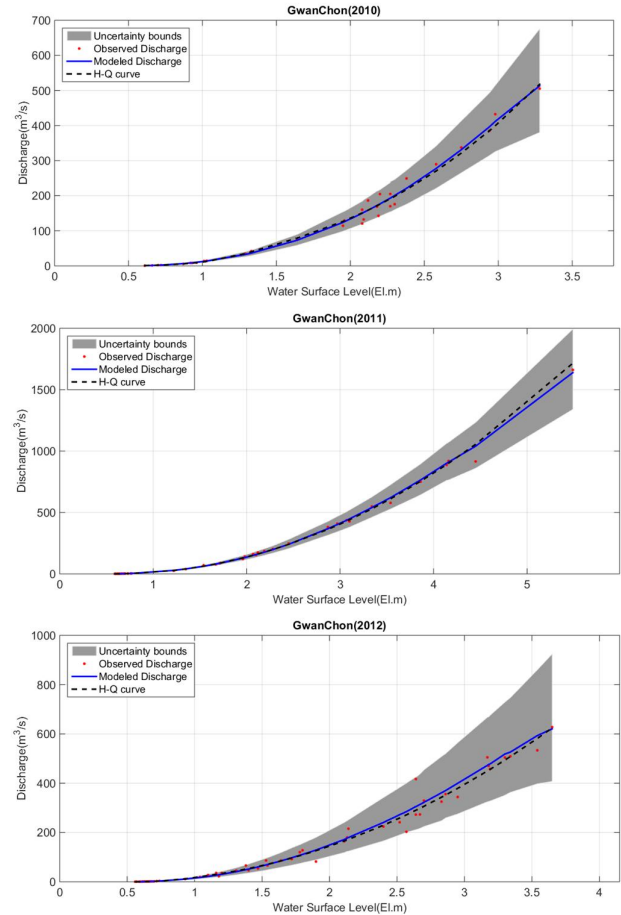 GwanChon(2010)
700
600
500
400
300
200
100
0
Discharge(m³/s)
Uncertainty bounds
Observed Discharge
Modeled Discharge
H-Q curve
0 0.5 1 1.5 2 2.5 3 3.5
Water Surface Level(El.m)
GwanChon(2011)
2000
1500
1000
500
0
Discharge(m³/s)
Uncertainty bounds
Observed Discharge
Modeled Discharge
H-Q curve
0 1 2 3 4 5
Water Surface Level(El.m)
GwanChon(2012)
1000
800
600
400
200
0
Discharge(m³/s)
Uncertainty bounds
Observed Discharge
Modeled Discharge
H-Q curve
0 0.5 1 1.5 2 2.5 3 3.5 4
Water Surface Level(El.m)